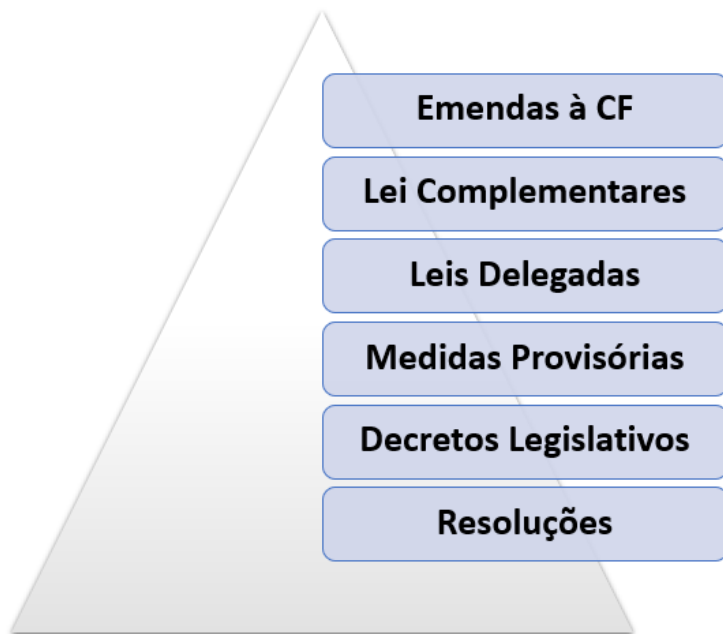 Emendas à CF
Lei Complementares
Leis Delegadas
Medidas Provisórias
Decretos Legislativos
Resoluções